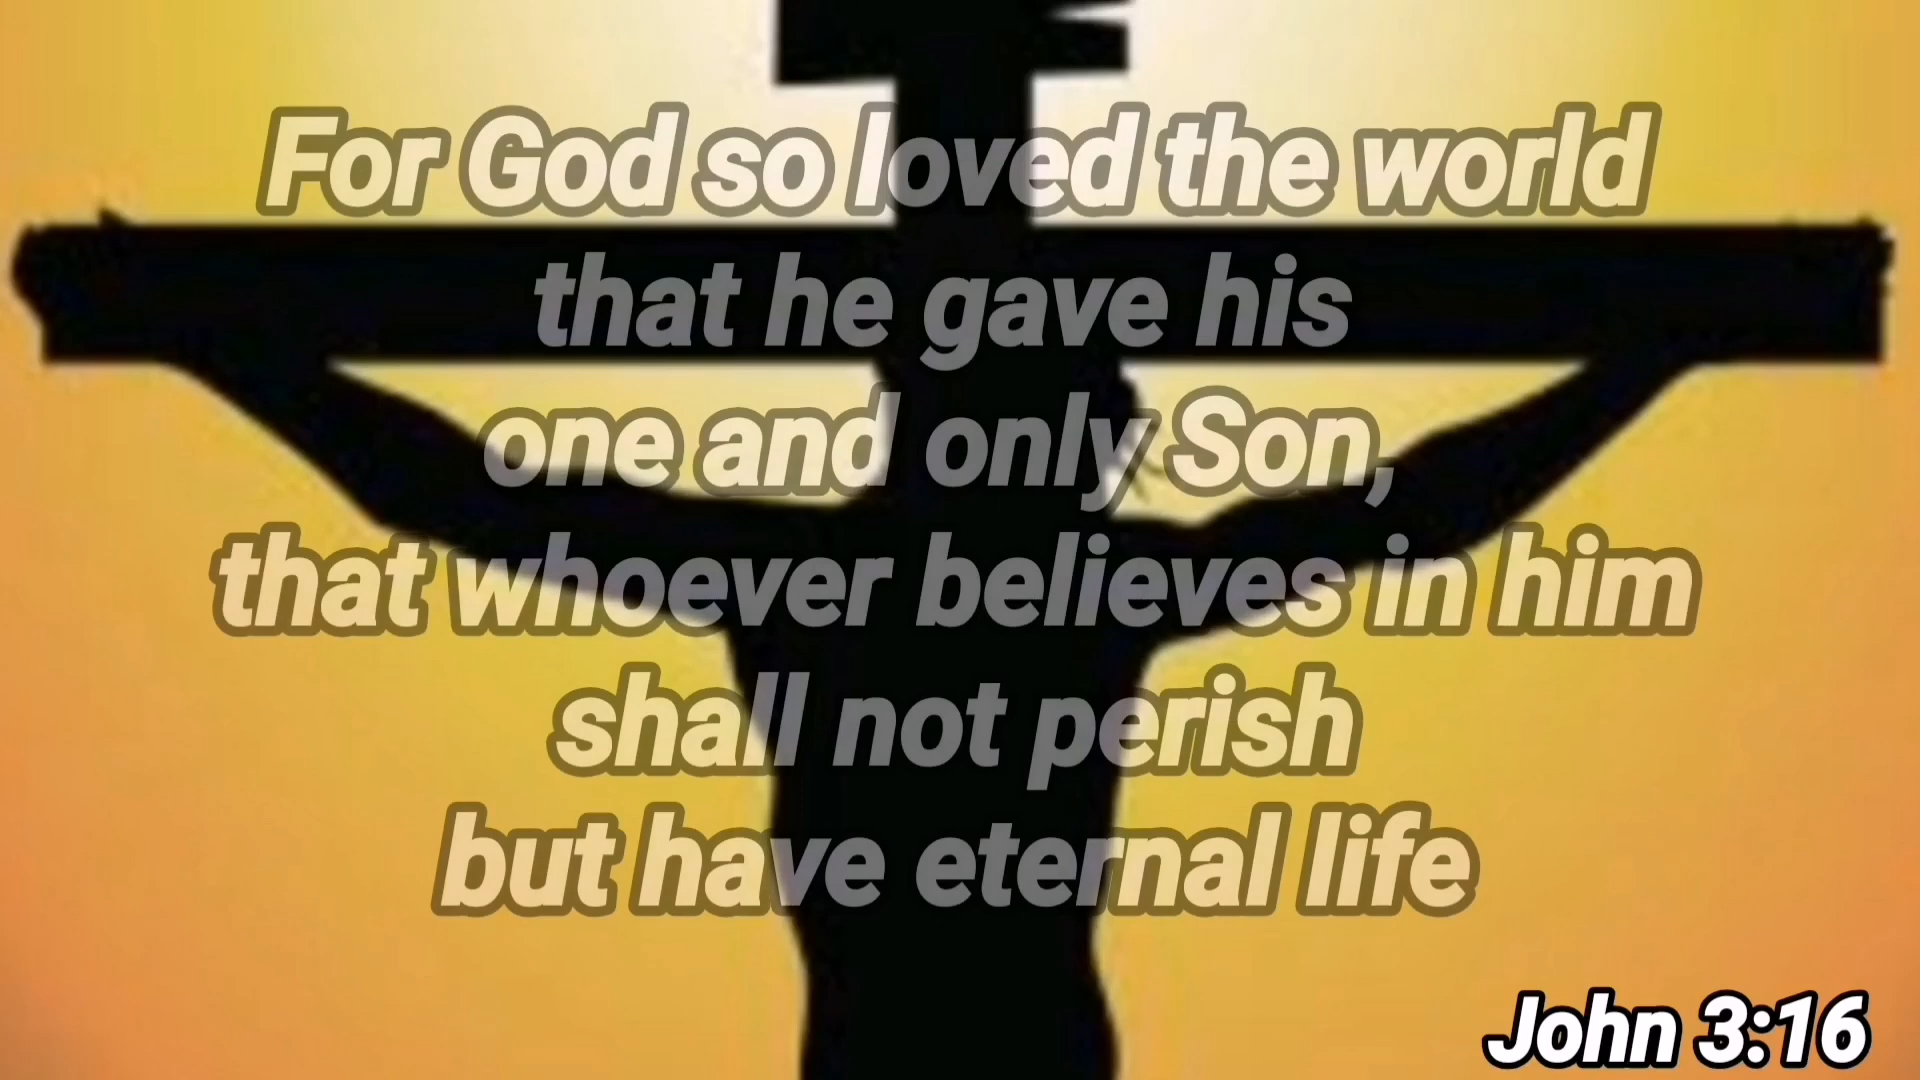 For God so loved the world
that he gave his
one and only Son,
that whoever believes in him
shall not perish
but have eternal life
John 3:16